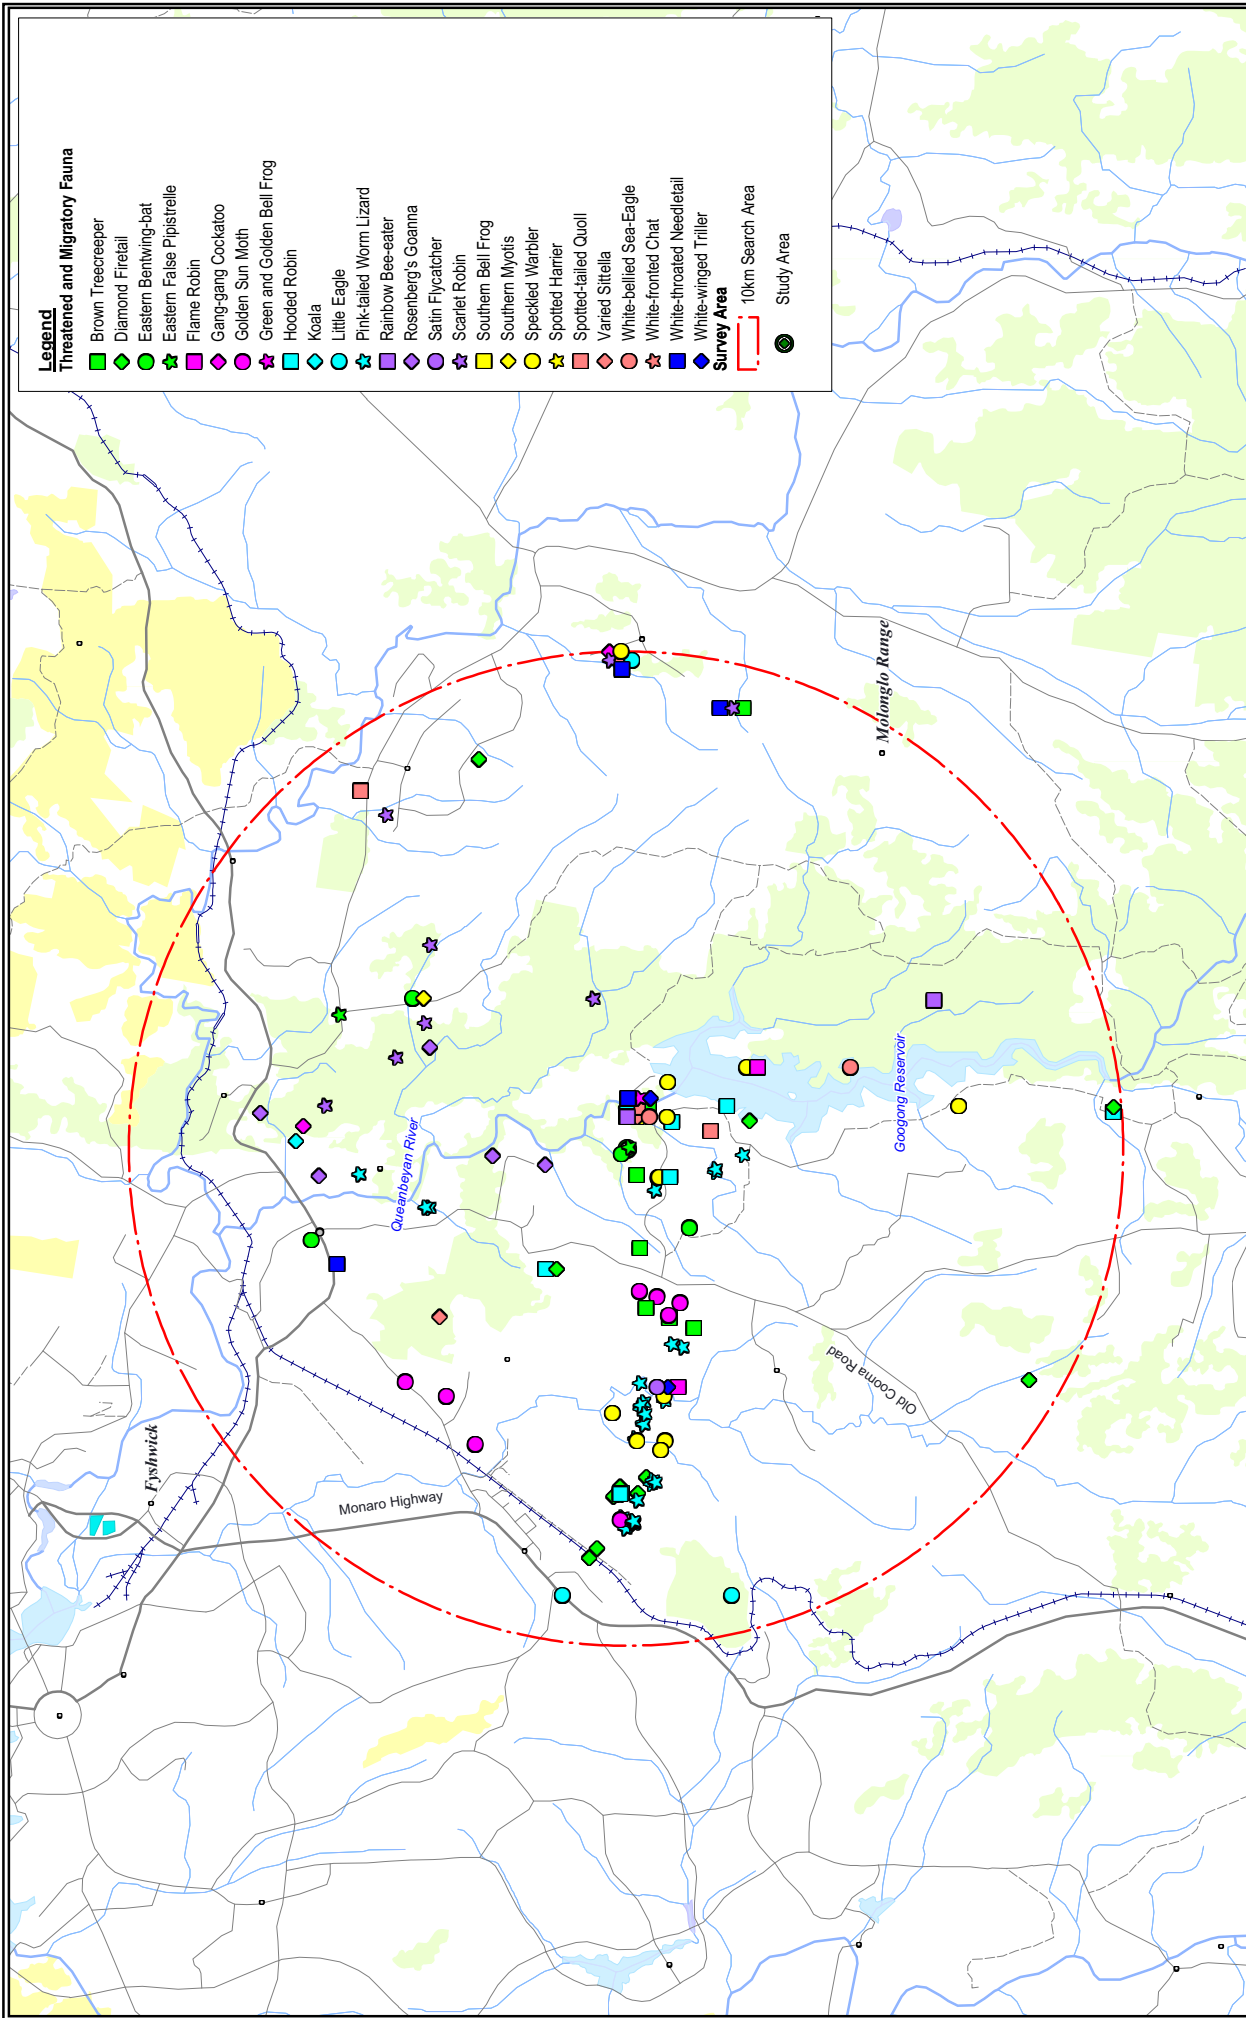 Legend
Threatened and Migratory Fauna
Brown Treecreeper
Diamond Firetail
Eastern Bentwing-bat
Eastern False Pipistrelle
Flame Robin
Gang-gang Cockatoo
Golden Sun Moth
Green and Golden Bell Frog
Hooded Robin
Koala
Little Eagle
Pink-tailed Worm Lizard
Rainbow Bee-eater
Rosenberg's Goanna
Satin Flycatcher
Scarlet Robin
Southern Bell Frog
Southern Myotis
Speckled Warbler
Spotted Harrier
Spotted-tailed Quoll
Varied Sittella
White-bellied Sea-Eagle
White-fronted Chat
White-throated Needletail
White-winged Triller
Survey Area
10km Search Area
Study Area
Molonglo Range
Googong Reservoir
Queanbeyan River
Old Cooma Road
Monaro Highway
Fyshwick